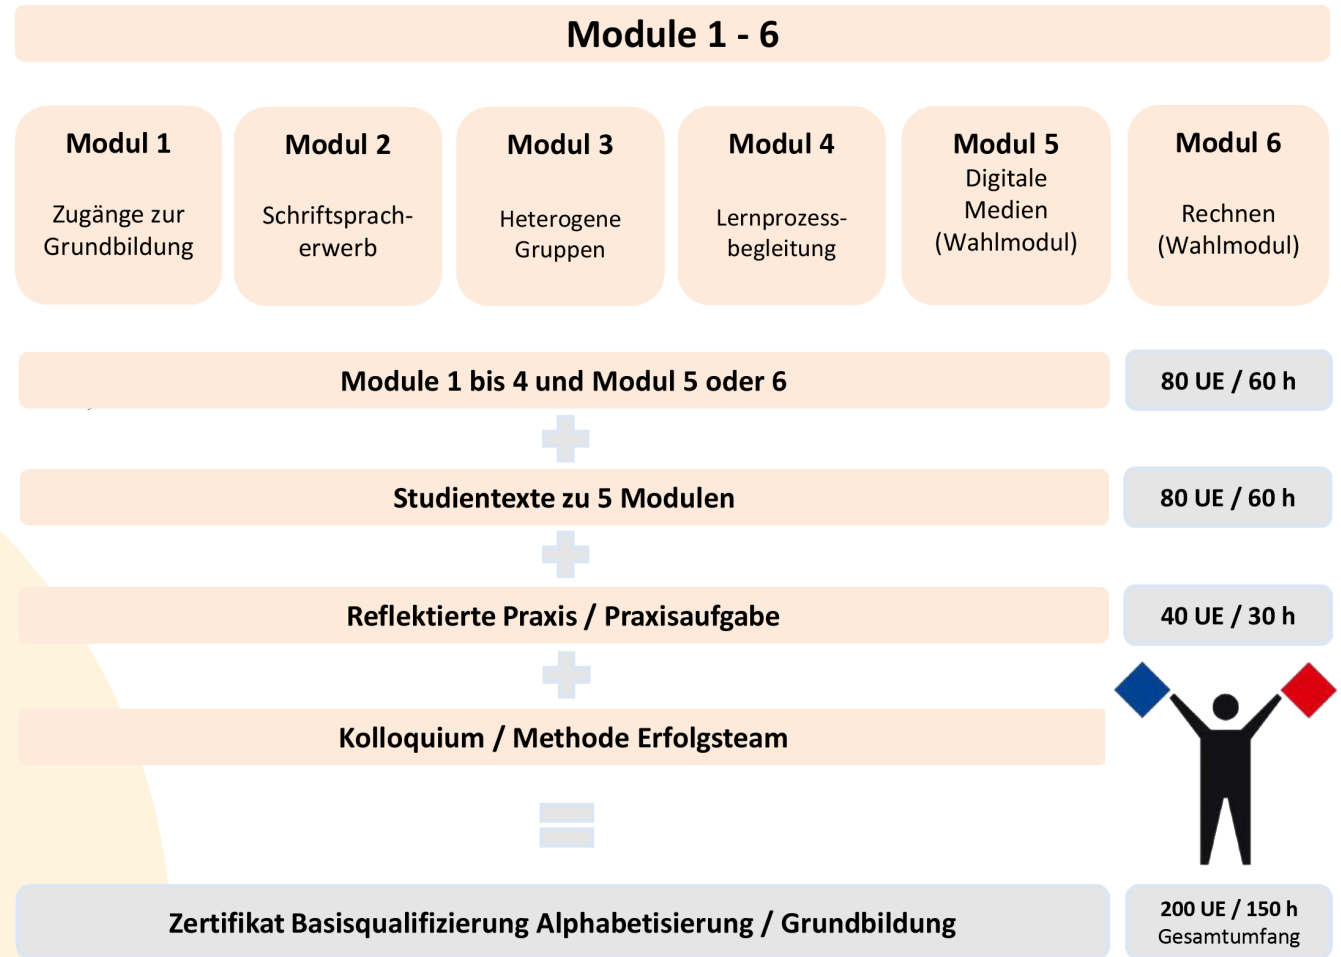 Module 1 - 6
Modul 1
Zugänge zur
Grundbildung
Modul 2
Schriftsprach-
erwerb
Modul 3
Heterogene
Gruppen
Modul 4
Lernprozess-
begleitung
Modul 5
Digitale
Medien
(Wahlmodul)
Modul 6
Rechnen
(Wahlmodul)
Module 1 bis 4 und Modul 5 oder 6
80 UE / 60 h
Studientexte zu 5 Modulen
80 UE / 60 h
Reflektierte Praxis / Praxisaufgabe
40 UE / 30 h
Kolloquium / Methode Erfolgsteam
Zertifikat Basisqualifizierung Alphabetisierung / Grundbildung
200 UE / 150 h
Gesamtumfang